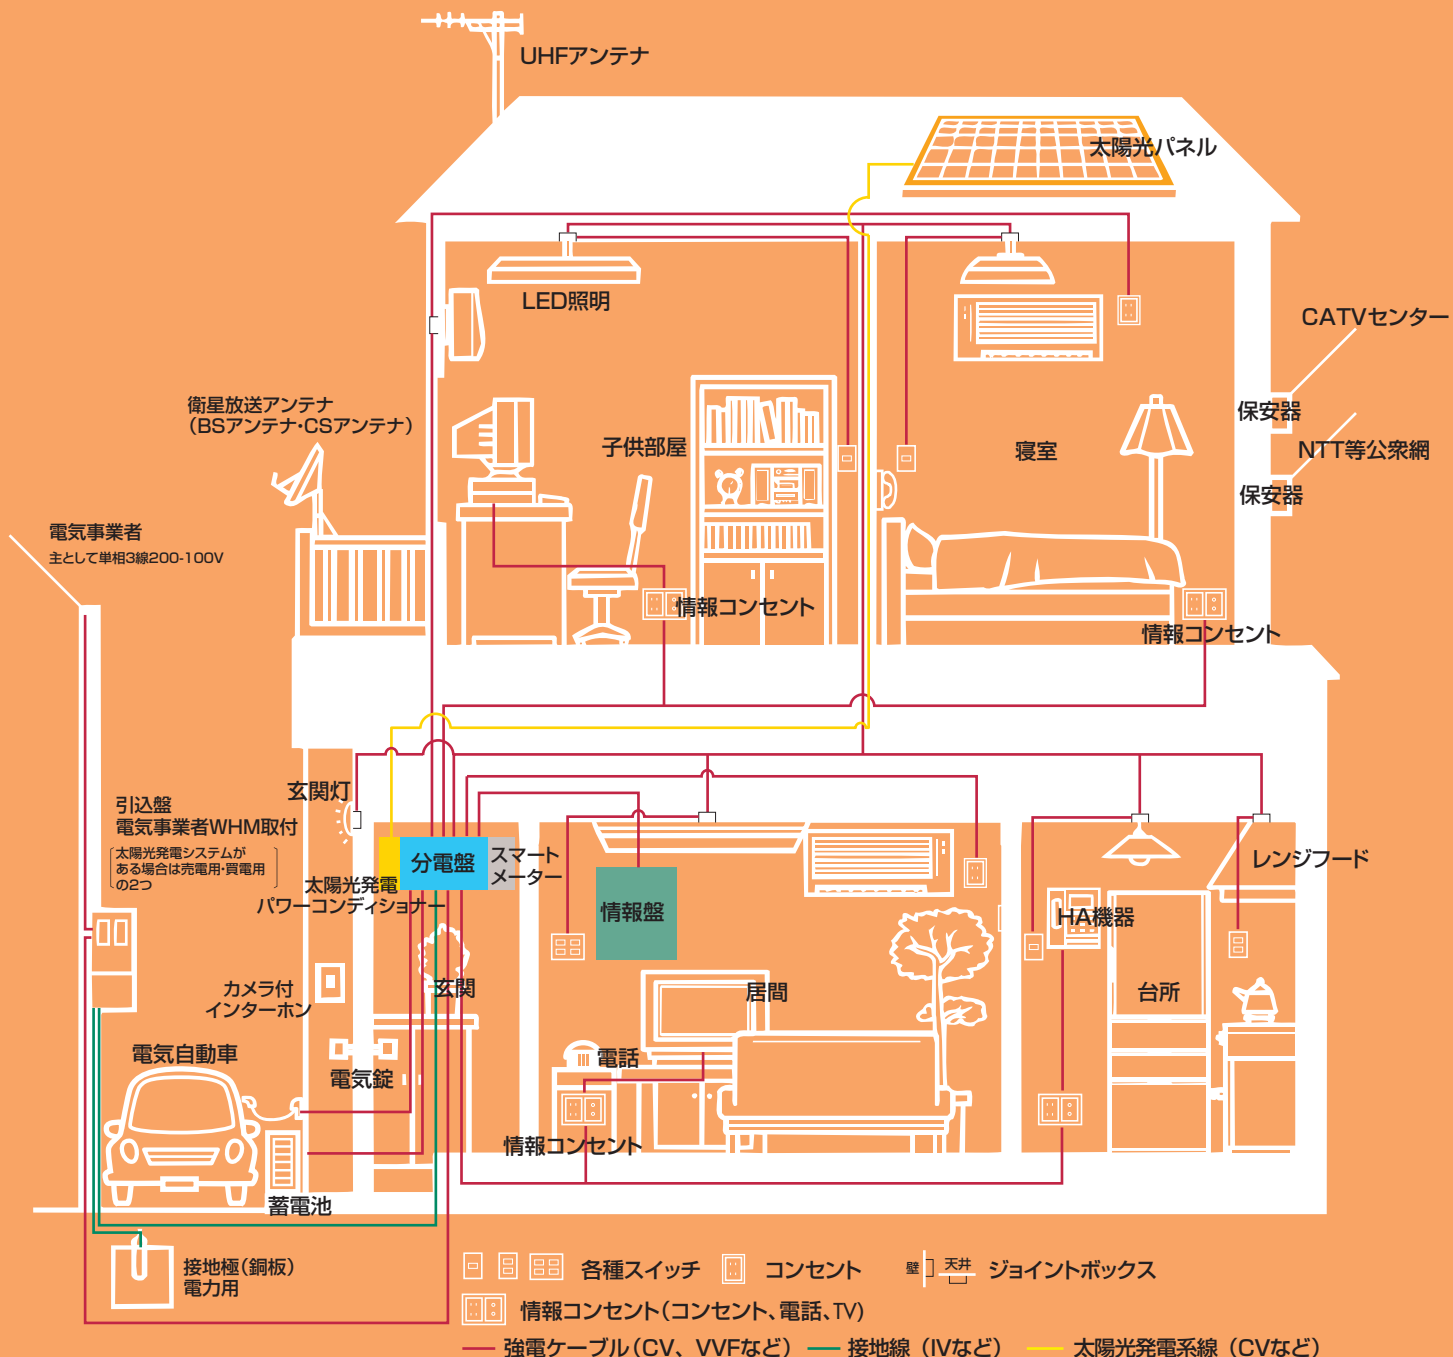 UHFアンテナ
太陽光パネル
LED照明
CATVセンター
衛星放送アンテナ
（BSアンテナ・CSアンテナ）
子供部屋
寝室
保安器
NTT等公衆網
保安器
電気事業者
主として単相3線200-100V
情報コンセント
情報コンセント
玄関灯
引込盤
電気事業者WHM取付
太陽光発電システムが
ある場合は売電用・買電用
の2つ
分電盤
スマート
メーター
太陽光発電
パワーコンディショナー
情報盤
レンジフード
HA機器
カメラ付
インターホン
玄関
居間
台所
電気自動車
電気錠
電話
情報コンセント
蓄電池
接地極（銅板）
電力用
各種スイッチ
コンセント
壁
天井
ジョイントボックス
情報コンセント（コンセント、電話、TV）
強電ケーブル（CV、VVFなど）
接地線（IVなど）
太陽光発電系線（CVなど）